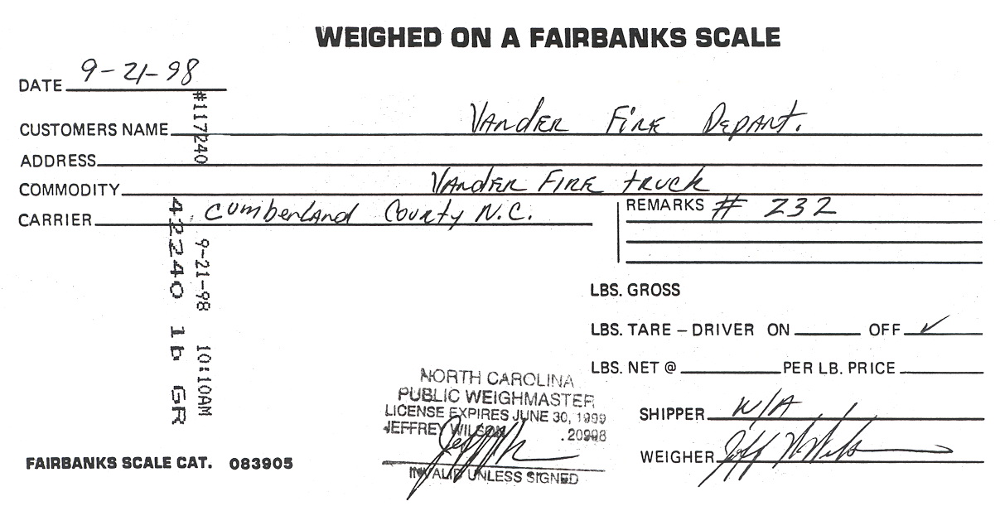 WEIGHED ON A FAIRBANKS SCALE
DATE 9-21-98
#117240
CUSTOMERS NAME Vander Fire Depart.
ADDRESS
COMMODITY Vander Fire truck
CARRIER Cumberland County N.C.
REMARKS # 232
42240 lb GR
9-21-98 10:10AM
LBS. GROSS
LBS. TARE – DRIVER ON OFF ✓
LBS. NET @ PER LB. PRICE
NORTH CAROLINA
PUBLIC WEIGHMASTER
LICENSE EXPIRES JUNE 30, 1999
JEFFREY WILSON .20998
INVALID UNLESS SIGNED
SHIPPER N/A
WEIGHER Jeff
FAIRBANKS SCALE CAT. 083905